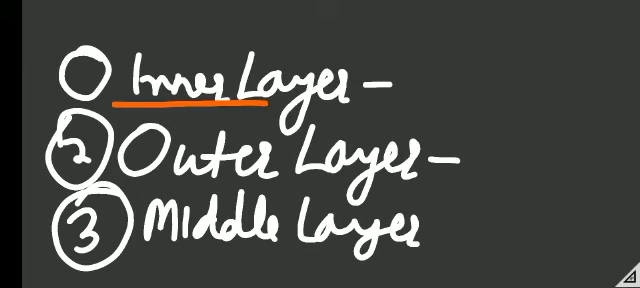 ① Inner Layer –
② Outer Layer –
③ Middle Layer